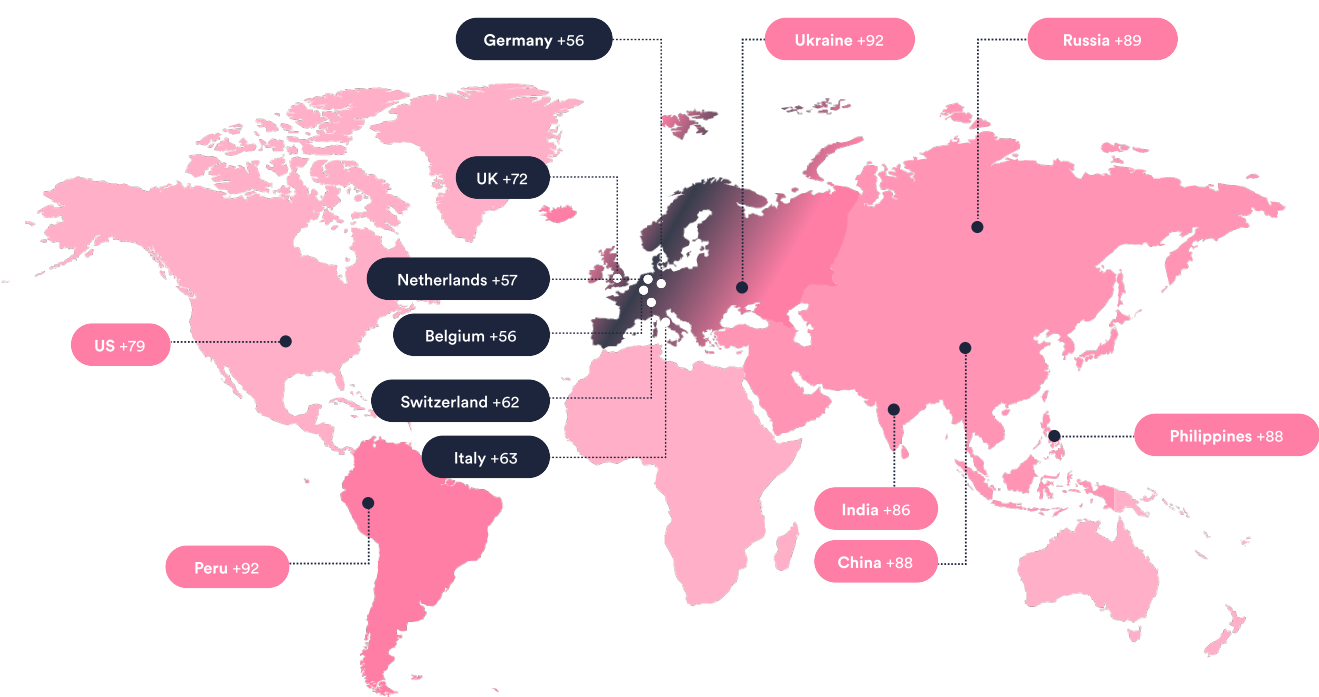 Germany +56
Ukraine +92
Russia +89
UK +72
Netherlands +57
Belgium +56
US +79
Switzerland +62
Italy +63
Philippines +88
India +86
China +88
Peru +92